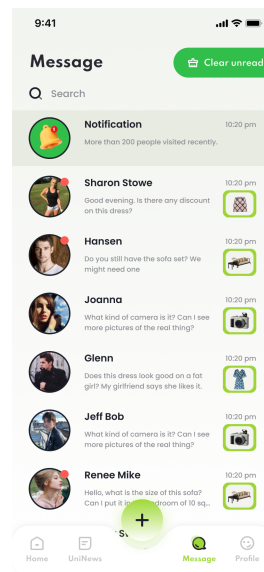 9:41
Message
Clear unread
Search
Notification
10:20 pm
More than 200 people visited recently.
Sharon Stowe
10:20 pm
Good evening. Is there any discount
on this dress?
Hansen
10:20 pm
Do you still have the sofa set? We
might need one
Joanna
10:20 pm
What kind of camera is it? Can I see
more pictures of the real thing?
Glenn
10:20 pm
Does this dress look good on a fat
girl? My girlfriend says she likes it.
Jeff Bob
10:20 pm
What kind of camera is it? Can I see
more pictures of the real thing?
Renee Mike
10:20 pm
Hello, what is the size of this sofa?
Can I put it in droom of 10 sq...
Home
UniNews
Message
Profile